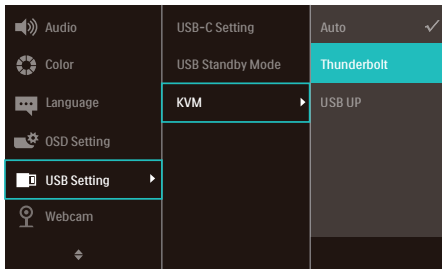 Audio
Color
Language
OSD Setting
USB Setting
Webcam
USB-C Setting
USB Standby Mode
KVM
Auto
Thunderbolt
USB UP